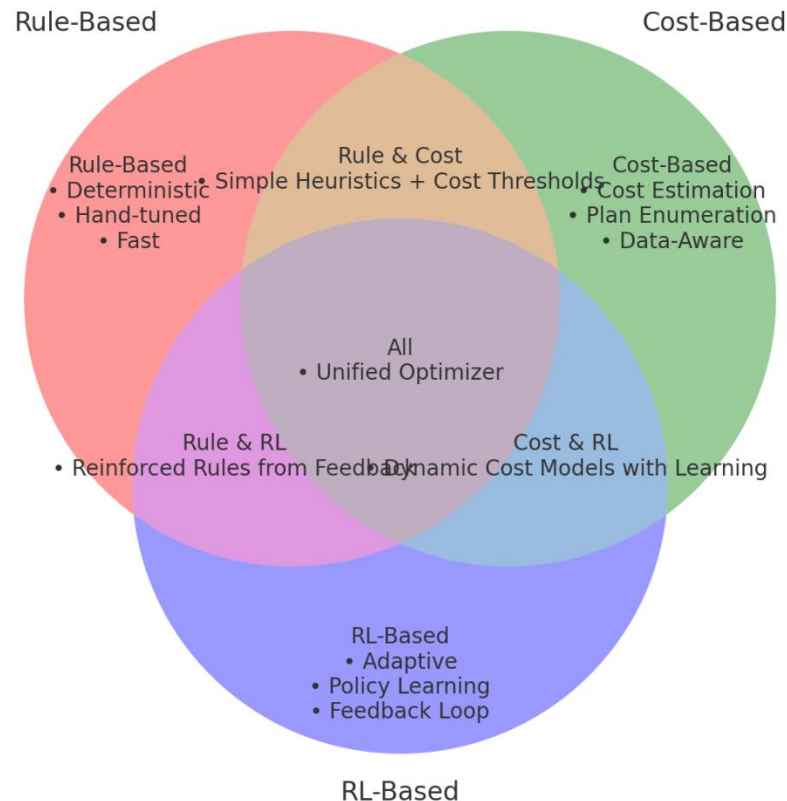 Rule-Based
Cost-Based
Rule & Cost
• Simple Heuristics + Cost Thresholds
Rule-Based
• Deterministic
• Hand-tuned
• Fast
Cost-Based
• Cost Estimation
• Plan Enumeration
• Data-Aware
All
• Unified Optimizer
Rule & RL
• Reinforced Rules from Feedback
Cost & RL
• Dynamic Cost Models with Learning
RL-Based
• Adaptive
• Policy Learning
• Feedback Loop
RL-Based